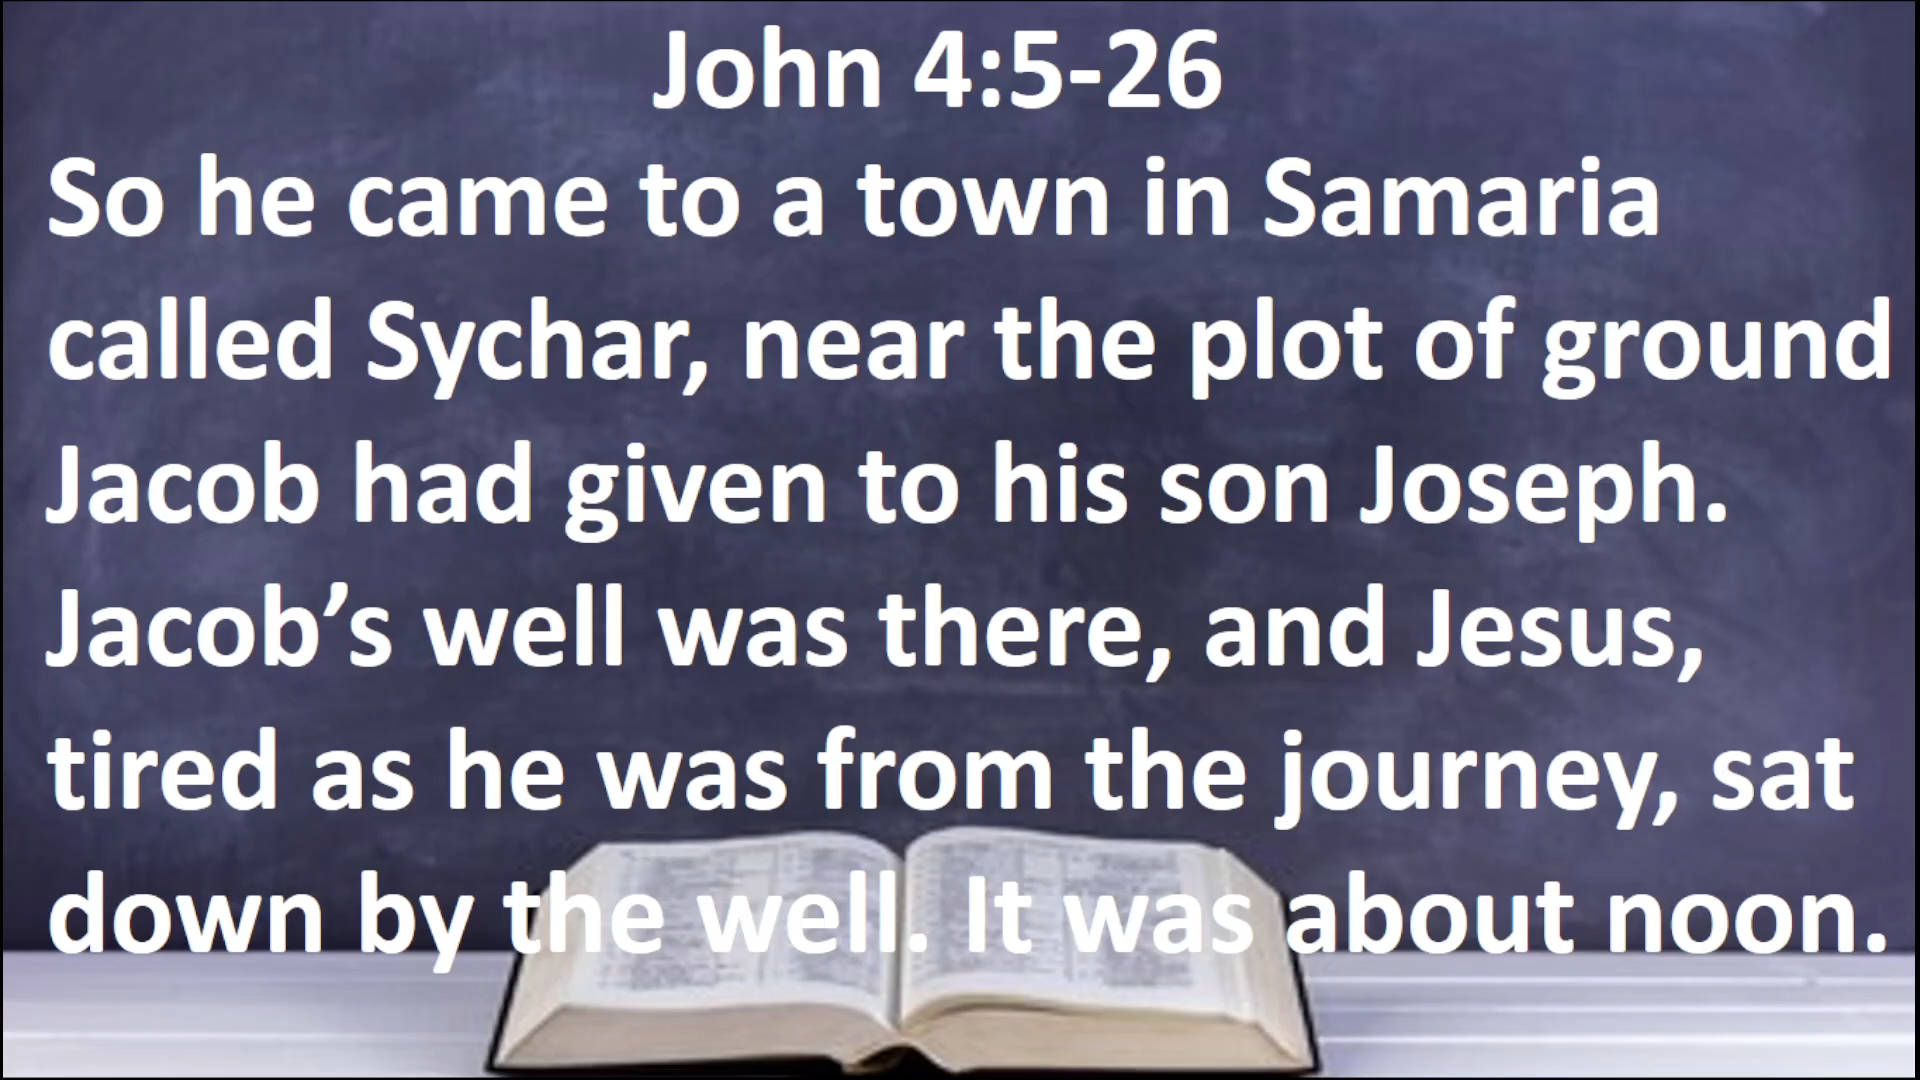 John 4:5-26
So he came to a town in Samaria
called Sychar, near the plot of ground
Jacob had given to his son Joseph.
Jacob’s well was there, and Jesus,
tired as he was from the journey, sat
down by the well. It was about noon.